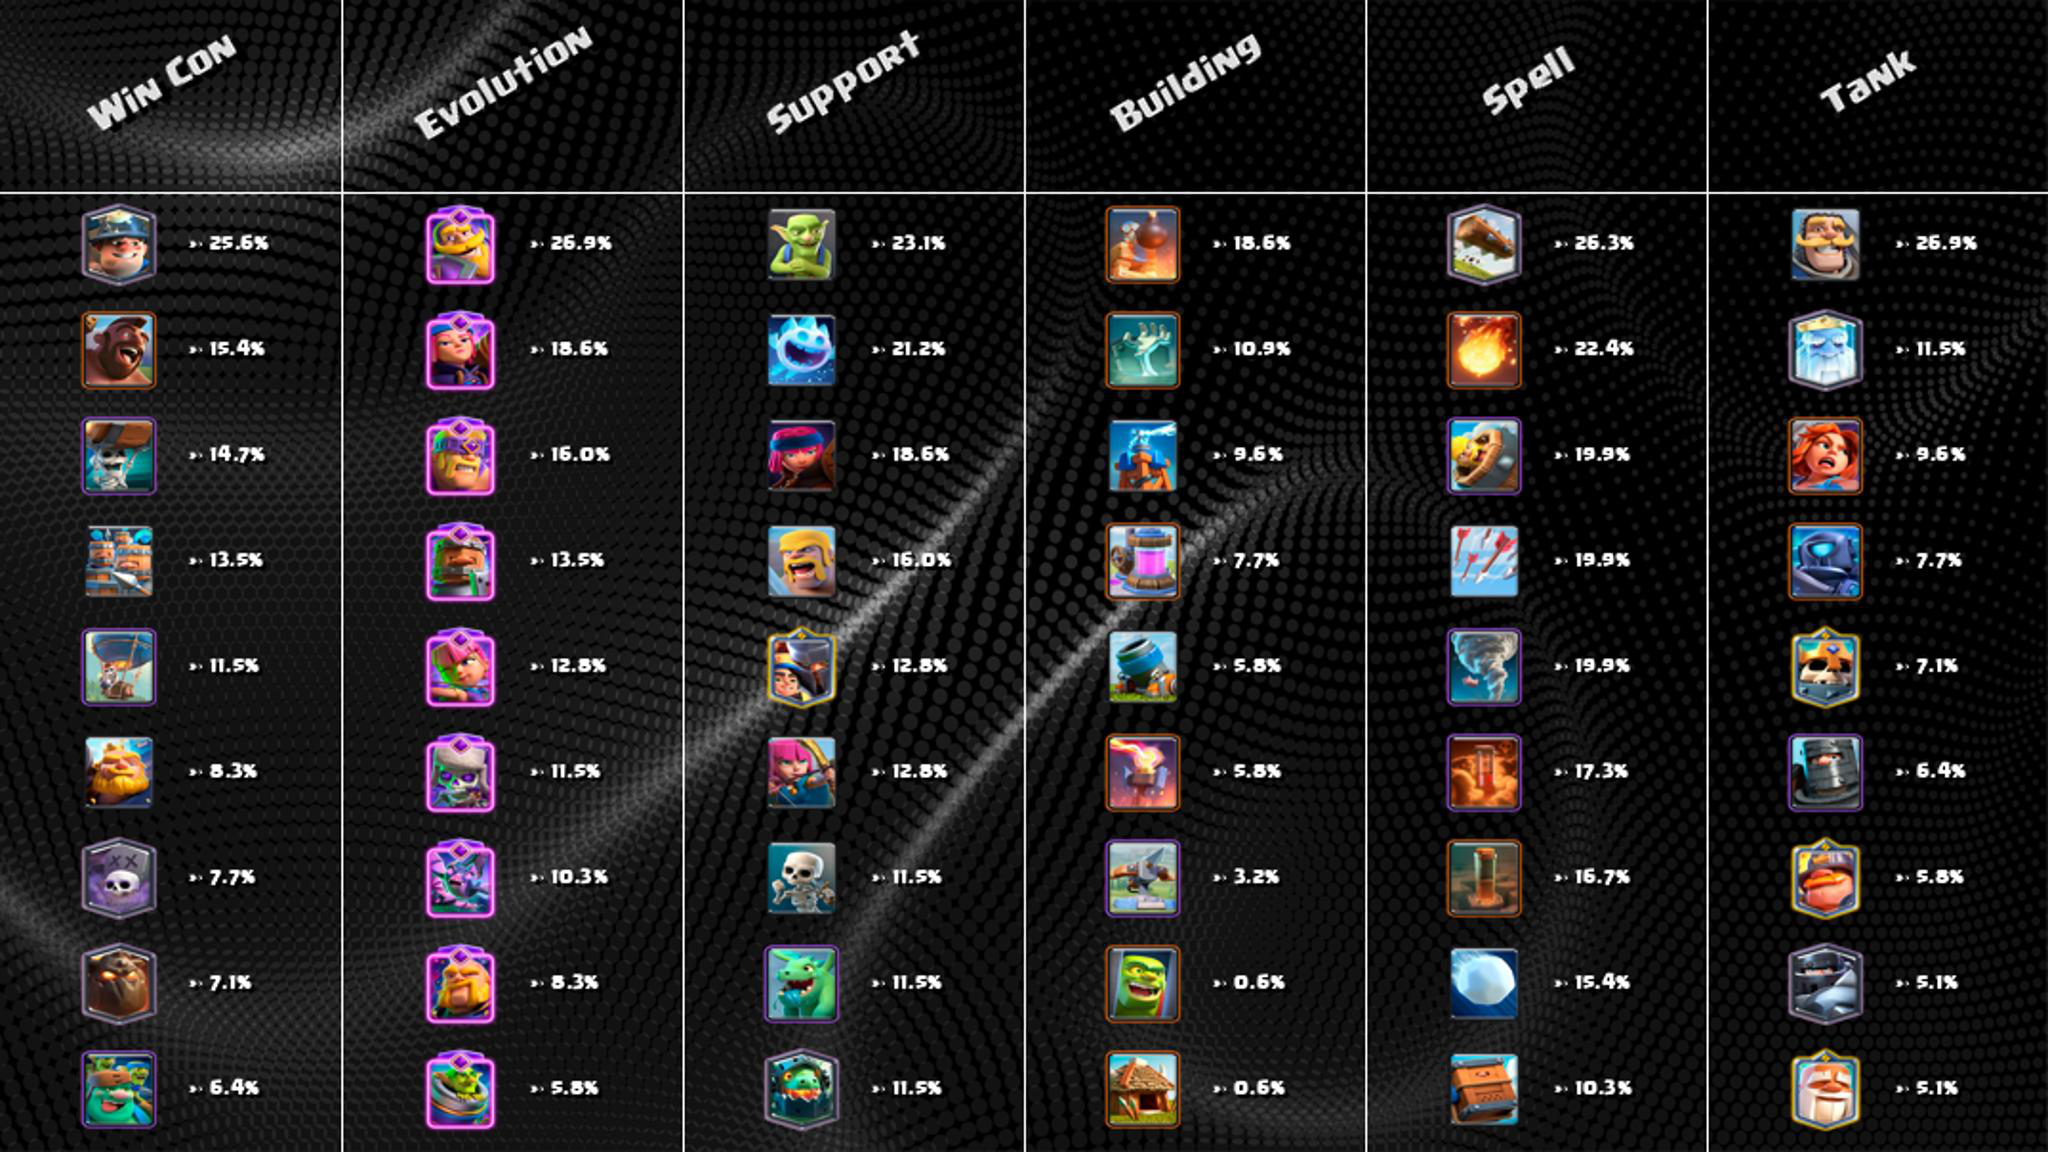 Win Con Evolution Support Building Spell Tank
25.6% 26.9% 23.1% 18.6% 26.3% 26.9%
15.4% 18.6% 21.2% 10.9% 22.4% 11.5%
14.7% 16.0% 18.6% 9.6% 19.9% 9.6%
13.5% 13.5% 16.0% 7.7% 19.9% 7.7%
11.5% 12.8% 12.8% 5.8% 19.9% 7.1%
8.3% 11.5% 12.8% 5.8% 17.3% 6.4%
7.7% 10.3% 11.5% 3.2% 16.7% 5.8%
7.1% 8.3% 11.5% 0.6% 15.4% 5.1%
6.4% 5.8% 11.5% 0.6% 10.3% 5.1%